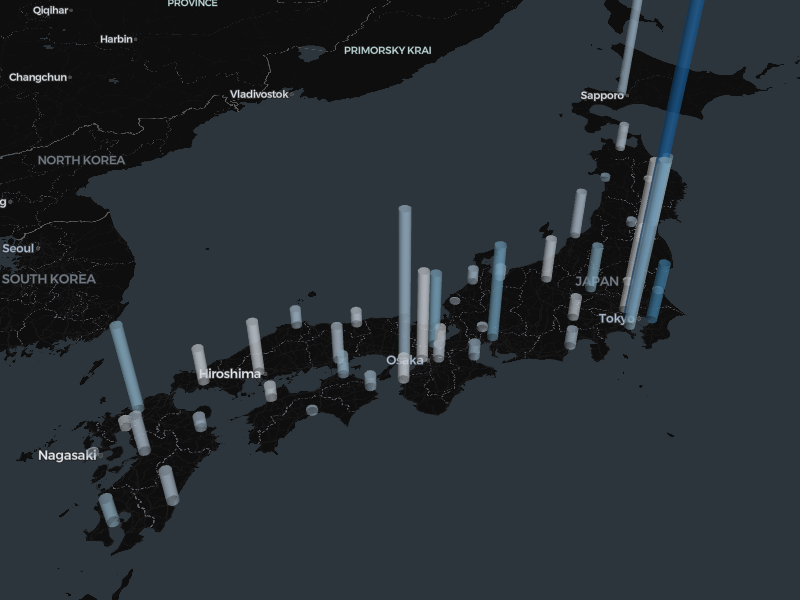 PROVINCE
Qiqihar
Harbin
PRIMORSKY KRAI
Changchun
Vladivostok
Sapporo
NORTH KOREA
g
Seoul
SOUTH KOREA
JAPAN
Tokyo
Osaka
Hiroshima
Nagasaki